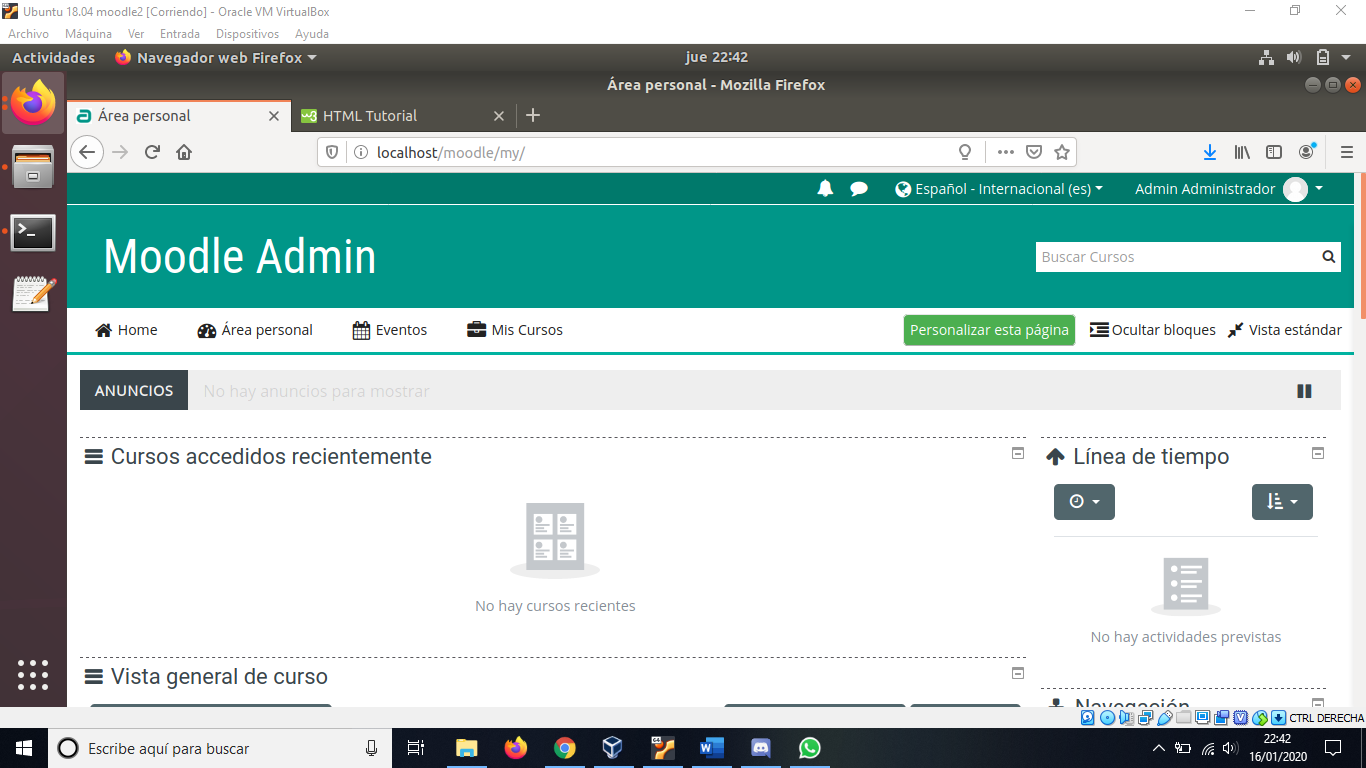 Ubuntu 18.04 moodle2 [Corriendo] - Oracle VM VirtualBox
Archivo Máquina Ver Entrada Dispositivos Ayuda
Actividades Navegador web Firefox jue 22:42
Área personal - Mozilla Firefox
Área personal HTML Tutorial
localhost/moodle/my/
Español - Internacional (es) Admin Administrador
Moodle Admin
Buscar Cursos
Home Área personal Eventos Mis Cursos Personalizar esta página Ocultar bloques Vista estándar
ANUNCIOS No hay anuncios para mostrar
Cursos accedidos recientemente
Línea de tiempo
No hay cursos recientes
No hay actividades previstas
Vista general de curso
Navegación
CTRL DERECHA
Escribe aquí para buscar
22:42
16/01/2020